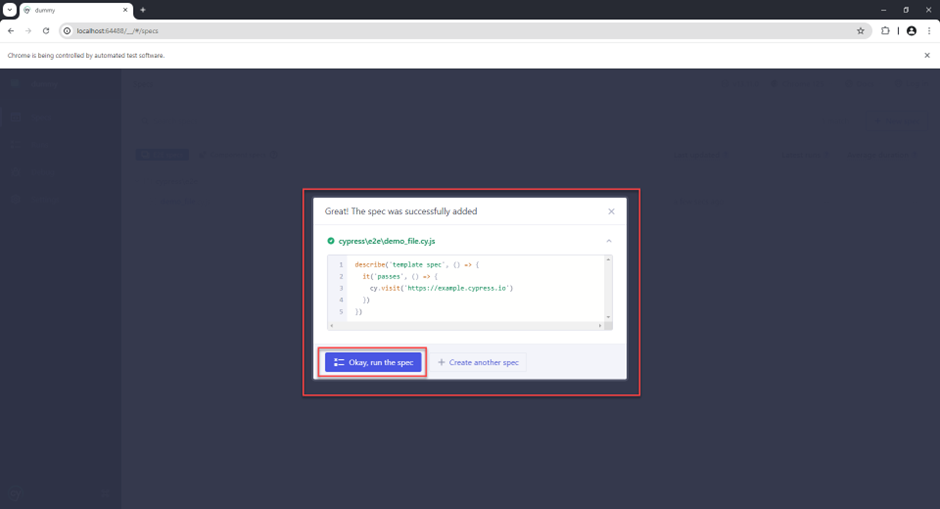 dummy
localhost:64408/__/#/specs
Chrome is being controlled by automated test software.
Great! The spec was successfully added
cypress\e2e\demo_file.cy.js
1 describe('template spec', () => {
2 it('passes', () => {
3 cy.visit('https://example.cypress.io')
4 })
5 })
Okay, run the spec
+ Create another spec